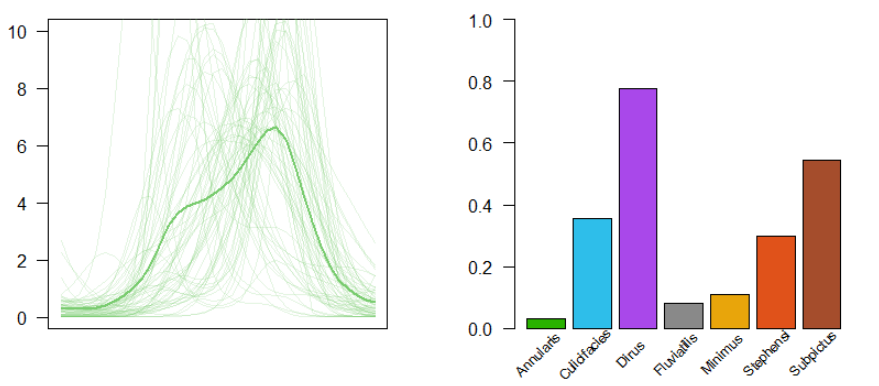 10
8
6
4
2
0
1.0
0.8
0.6
0.4
0.2
0.0
Annularis
Culicifacies
Dirus
Fluviatilis
Minimus
Stephensi
Subpictus